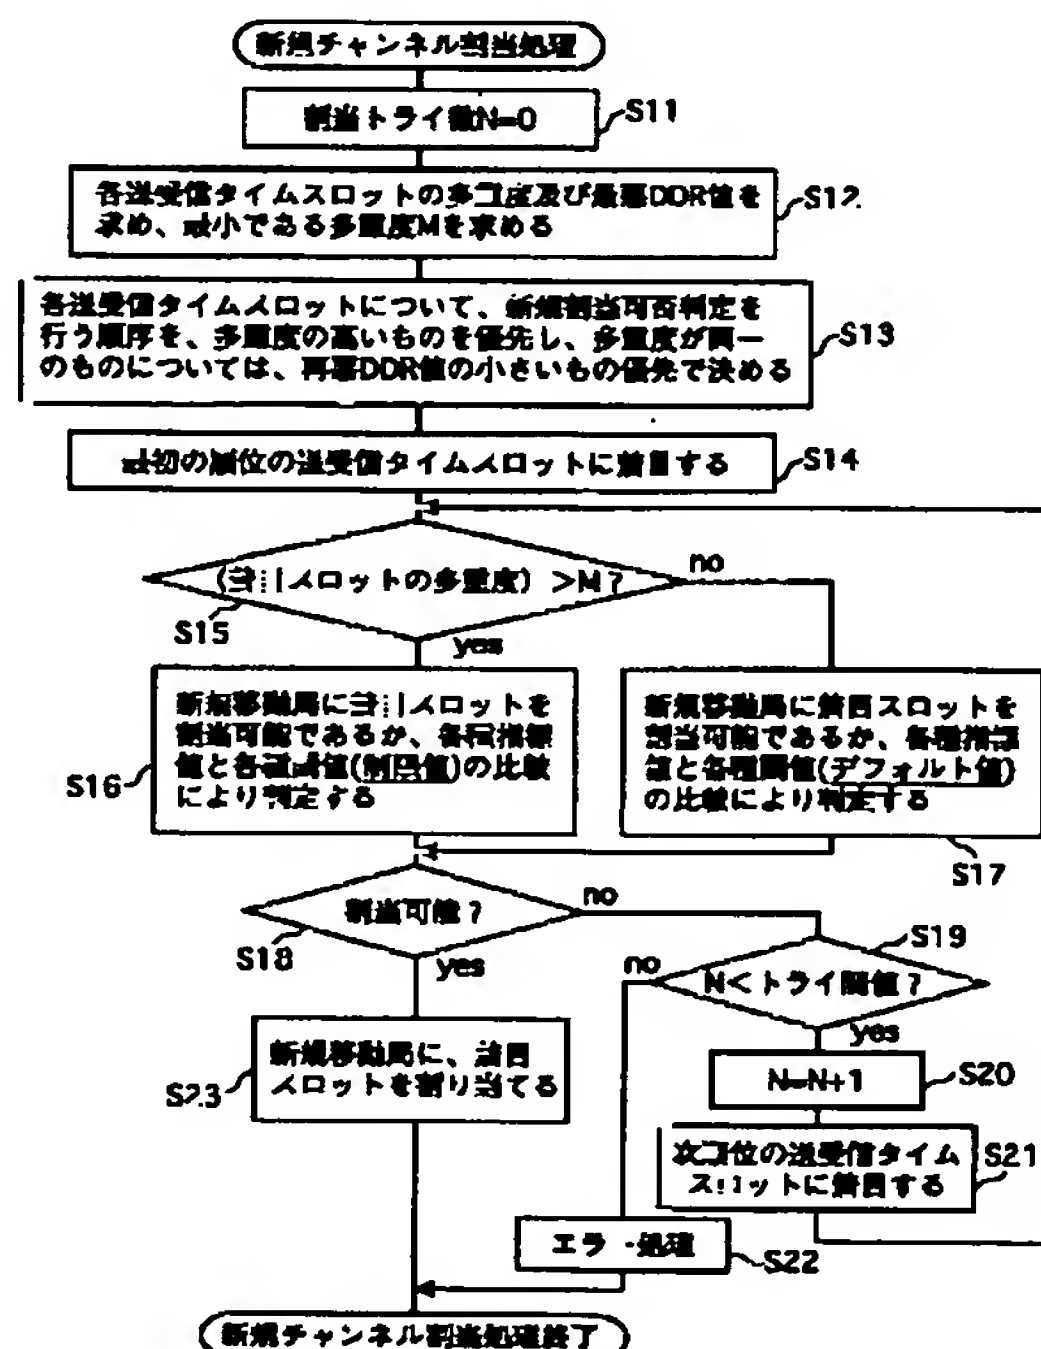 新規チャンネル割当処理
割当トライ数N=0
S11
各送受信タイムスロットの多重度及び最悪DDR値を
求め、最小である多重度Mを求める
S12
各送受信タイムスロットについて、新規割当可否判定を
行う順序を、多重度の高いものを優先し、多重度が同一
のものについては、再悪DDR値の小さいもの優先で決める
S13
最初の順位の送受信タイムスロットに着目する
S14
(着目スロットの多重度) >M?
no
S15
yes
新規移動局に着目スロットを
割当可能であるか、各種指標
値と各種閾値(制限値)の比較
により判定する
S16
新規移動局に着目スロットを
割当可能であるか、各種指標
値と各種閾値(デフォルト値)
の比較により判定する
S17
割当可能?
no
S18
yes
S19
no
N<トライ閾値?
yes
新規移動局に、着目
スロットを割り当てる
S23
N=N+1
S20
次順位の送受信タイム
スロットに着目する
S21
エラー処理
S22
新規チャンネル割当処理終了